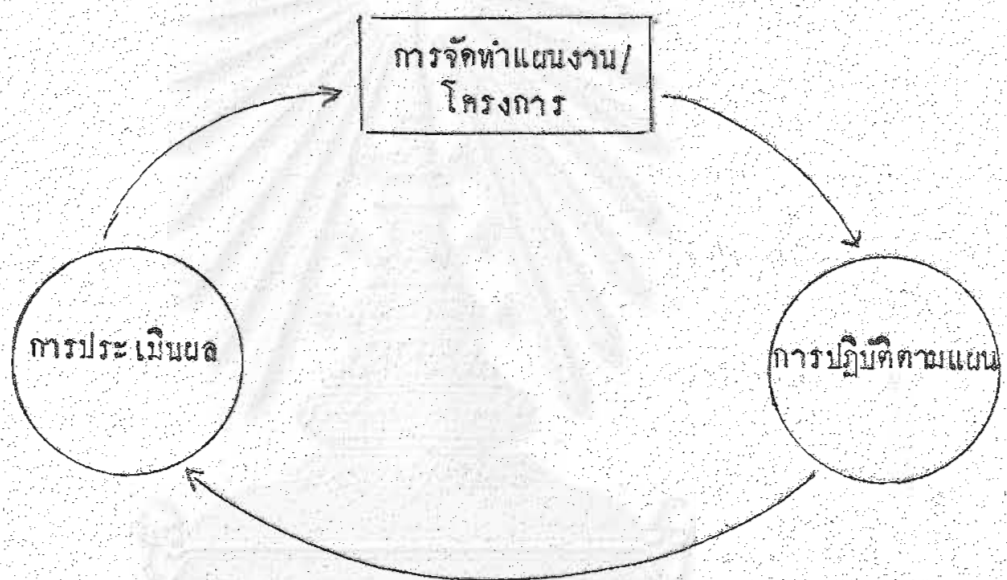 การจัดทำแผนงาน/
โครงการ
การประเมินผล
การปฏิบัติตามแผน